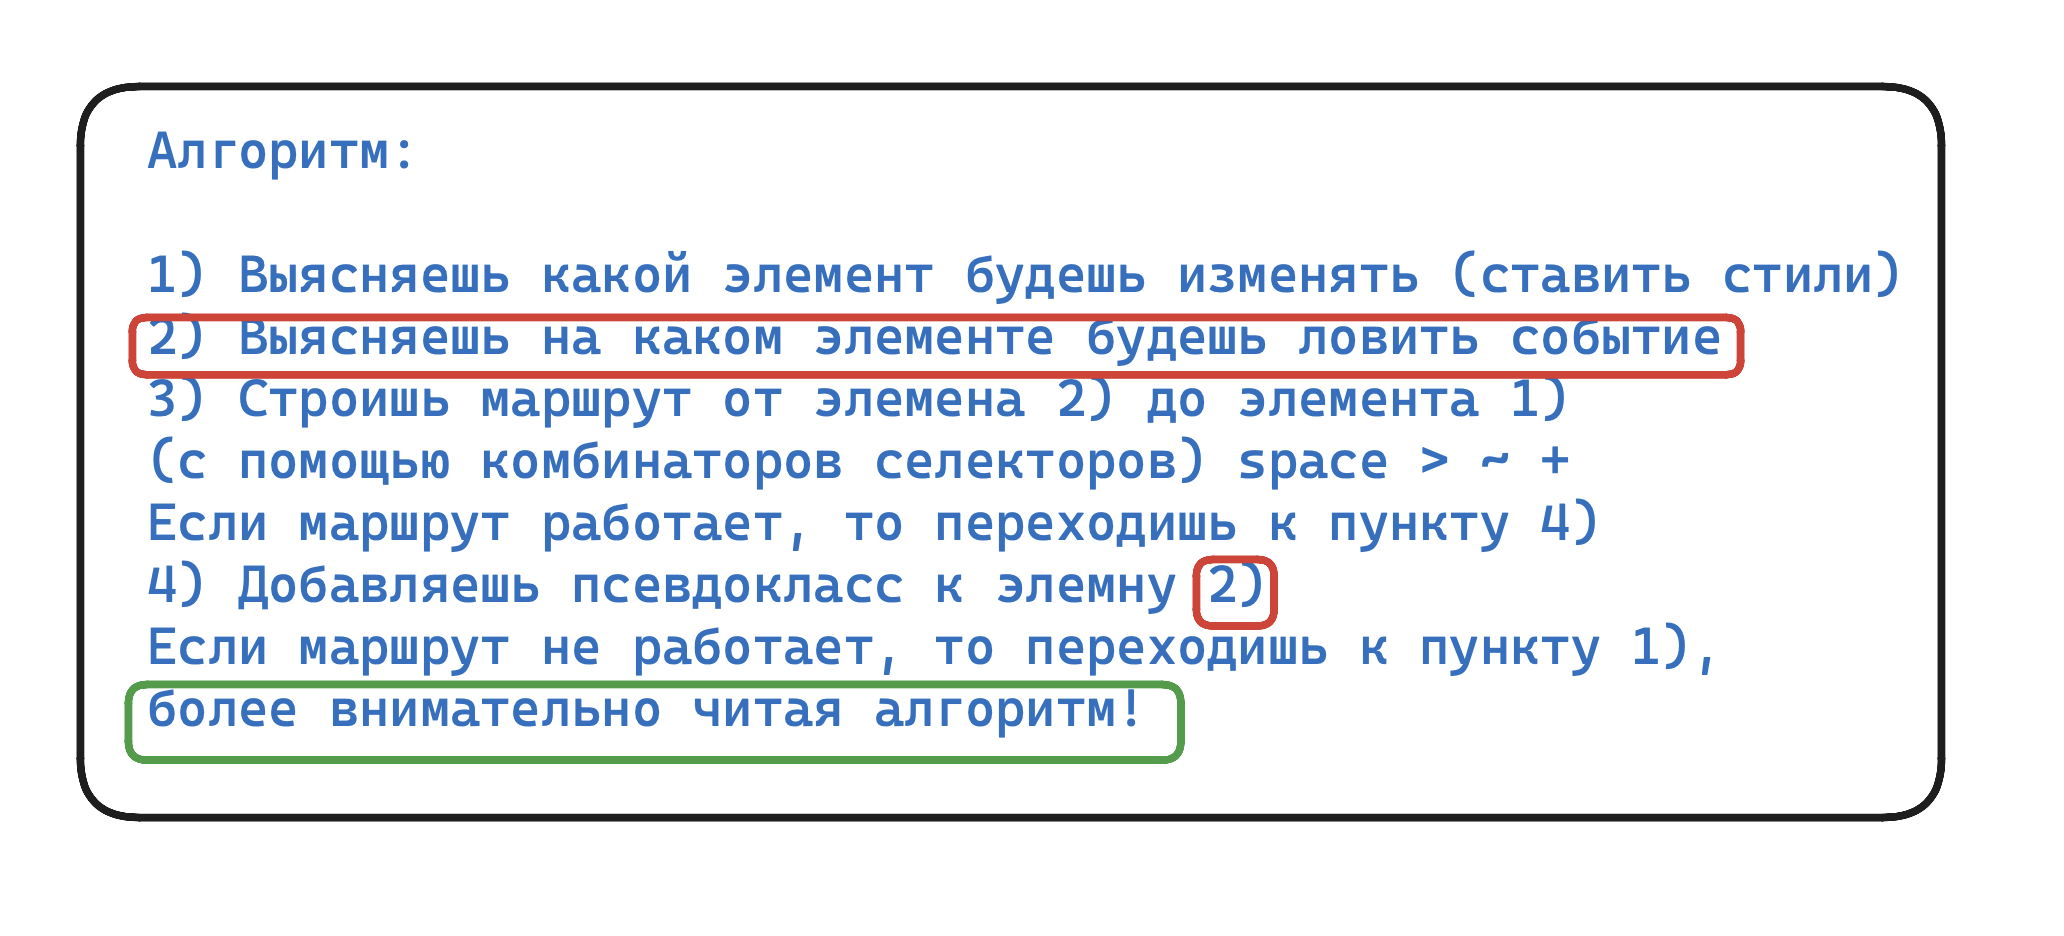 Алгоритм:
1) Выясняешь какой элемент будешь изменять (ставить стили)
2) Выясняешь на каком элементе будешь ловить событие
3) Строишь маршрут от элемена 2) до элемента 1)
(с помощью комбинаторов селекторов) space > ~ +
Если маршрут работает, то переходишь к пункту 4)
4) Добавляешь псевдокласс к элемну 2)
Если маршрут не работает, то переходишь к пункту 1),
более внимательно читая алгоритм!